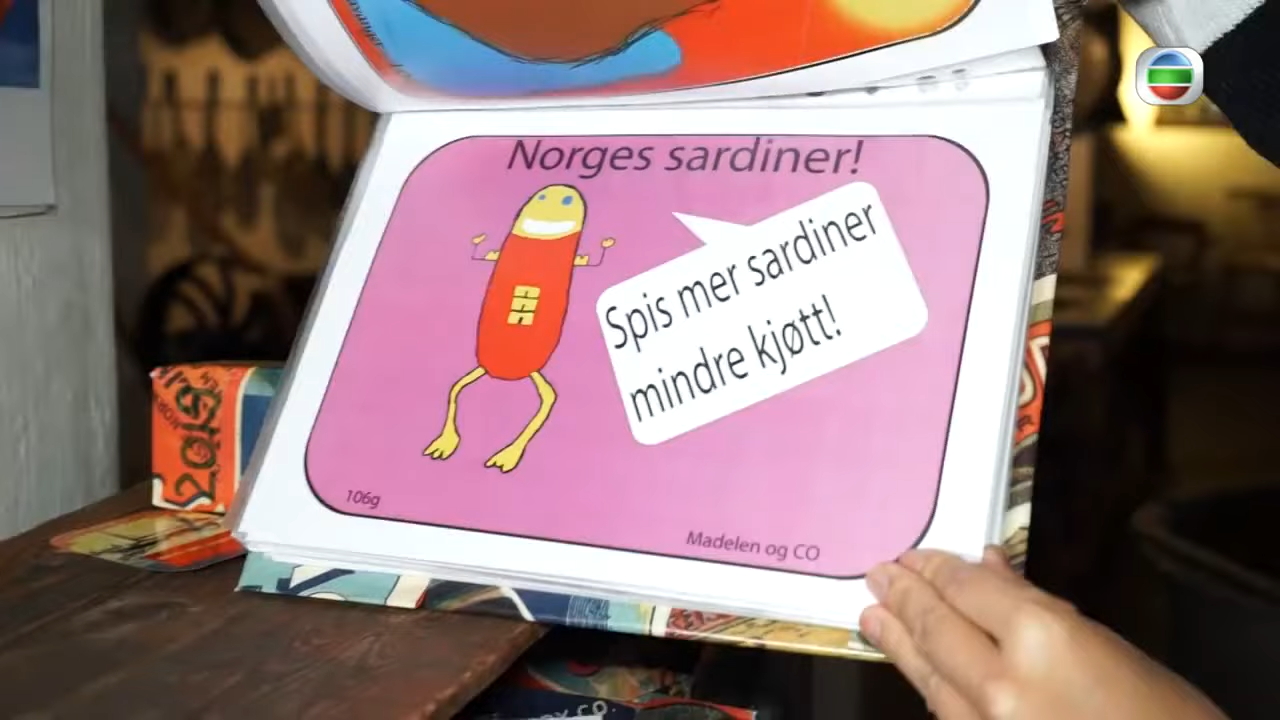 Norges sardiner!
Spis mer sardiner
mindre kjøtt!
106g
Madelen og CO